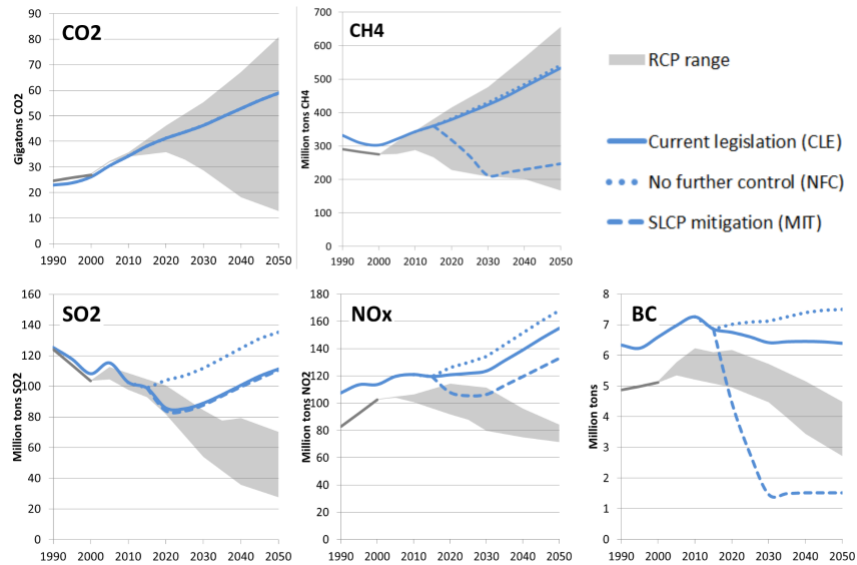 CO2
Gigatons CO2
90
80
70
60
50
40
30
20
10
0
1990 2000 2010 2020 2030 2040 2050
CH4
Million tons CH4
700
600
500
400
300
200
100
0
1990 2000 2010 2020 2030 2040 2050
RCP range
Current legislation (CLE)
No further control (NFC)
SLCP mitigation (MIT)
SO2
Million tons SO2
160
140
120
100
80
60
40
20
0
1990 2000 2010 2020 2030 2040 2050
NOx
Million tons NO2
180
160
140
120
100
80
60
40
20
0
1990 2000 2010 2020 2030 2040 2050
BC
Million tons
8
7
6
5
4
3
2
1
0
1990 2000 2010 2020 2030 2040 2050